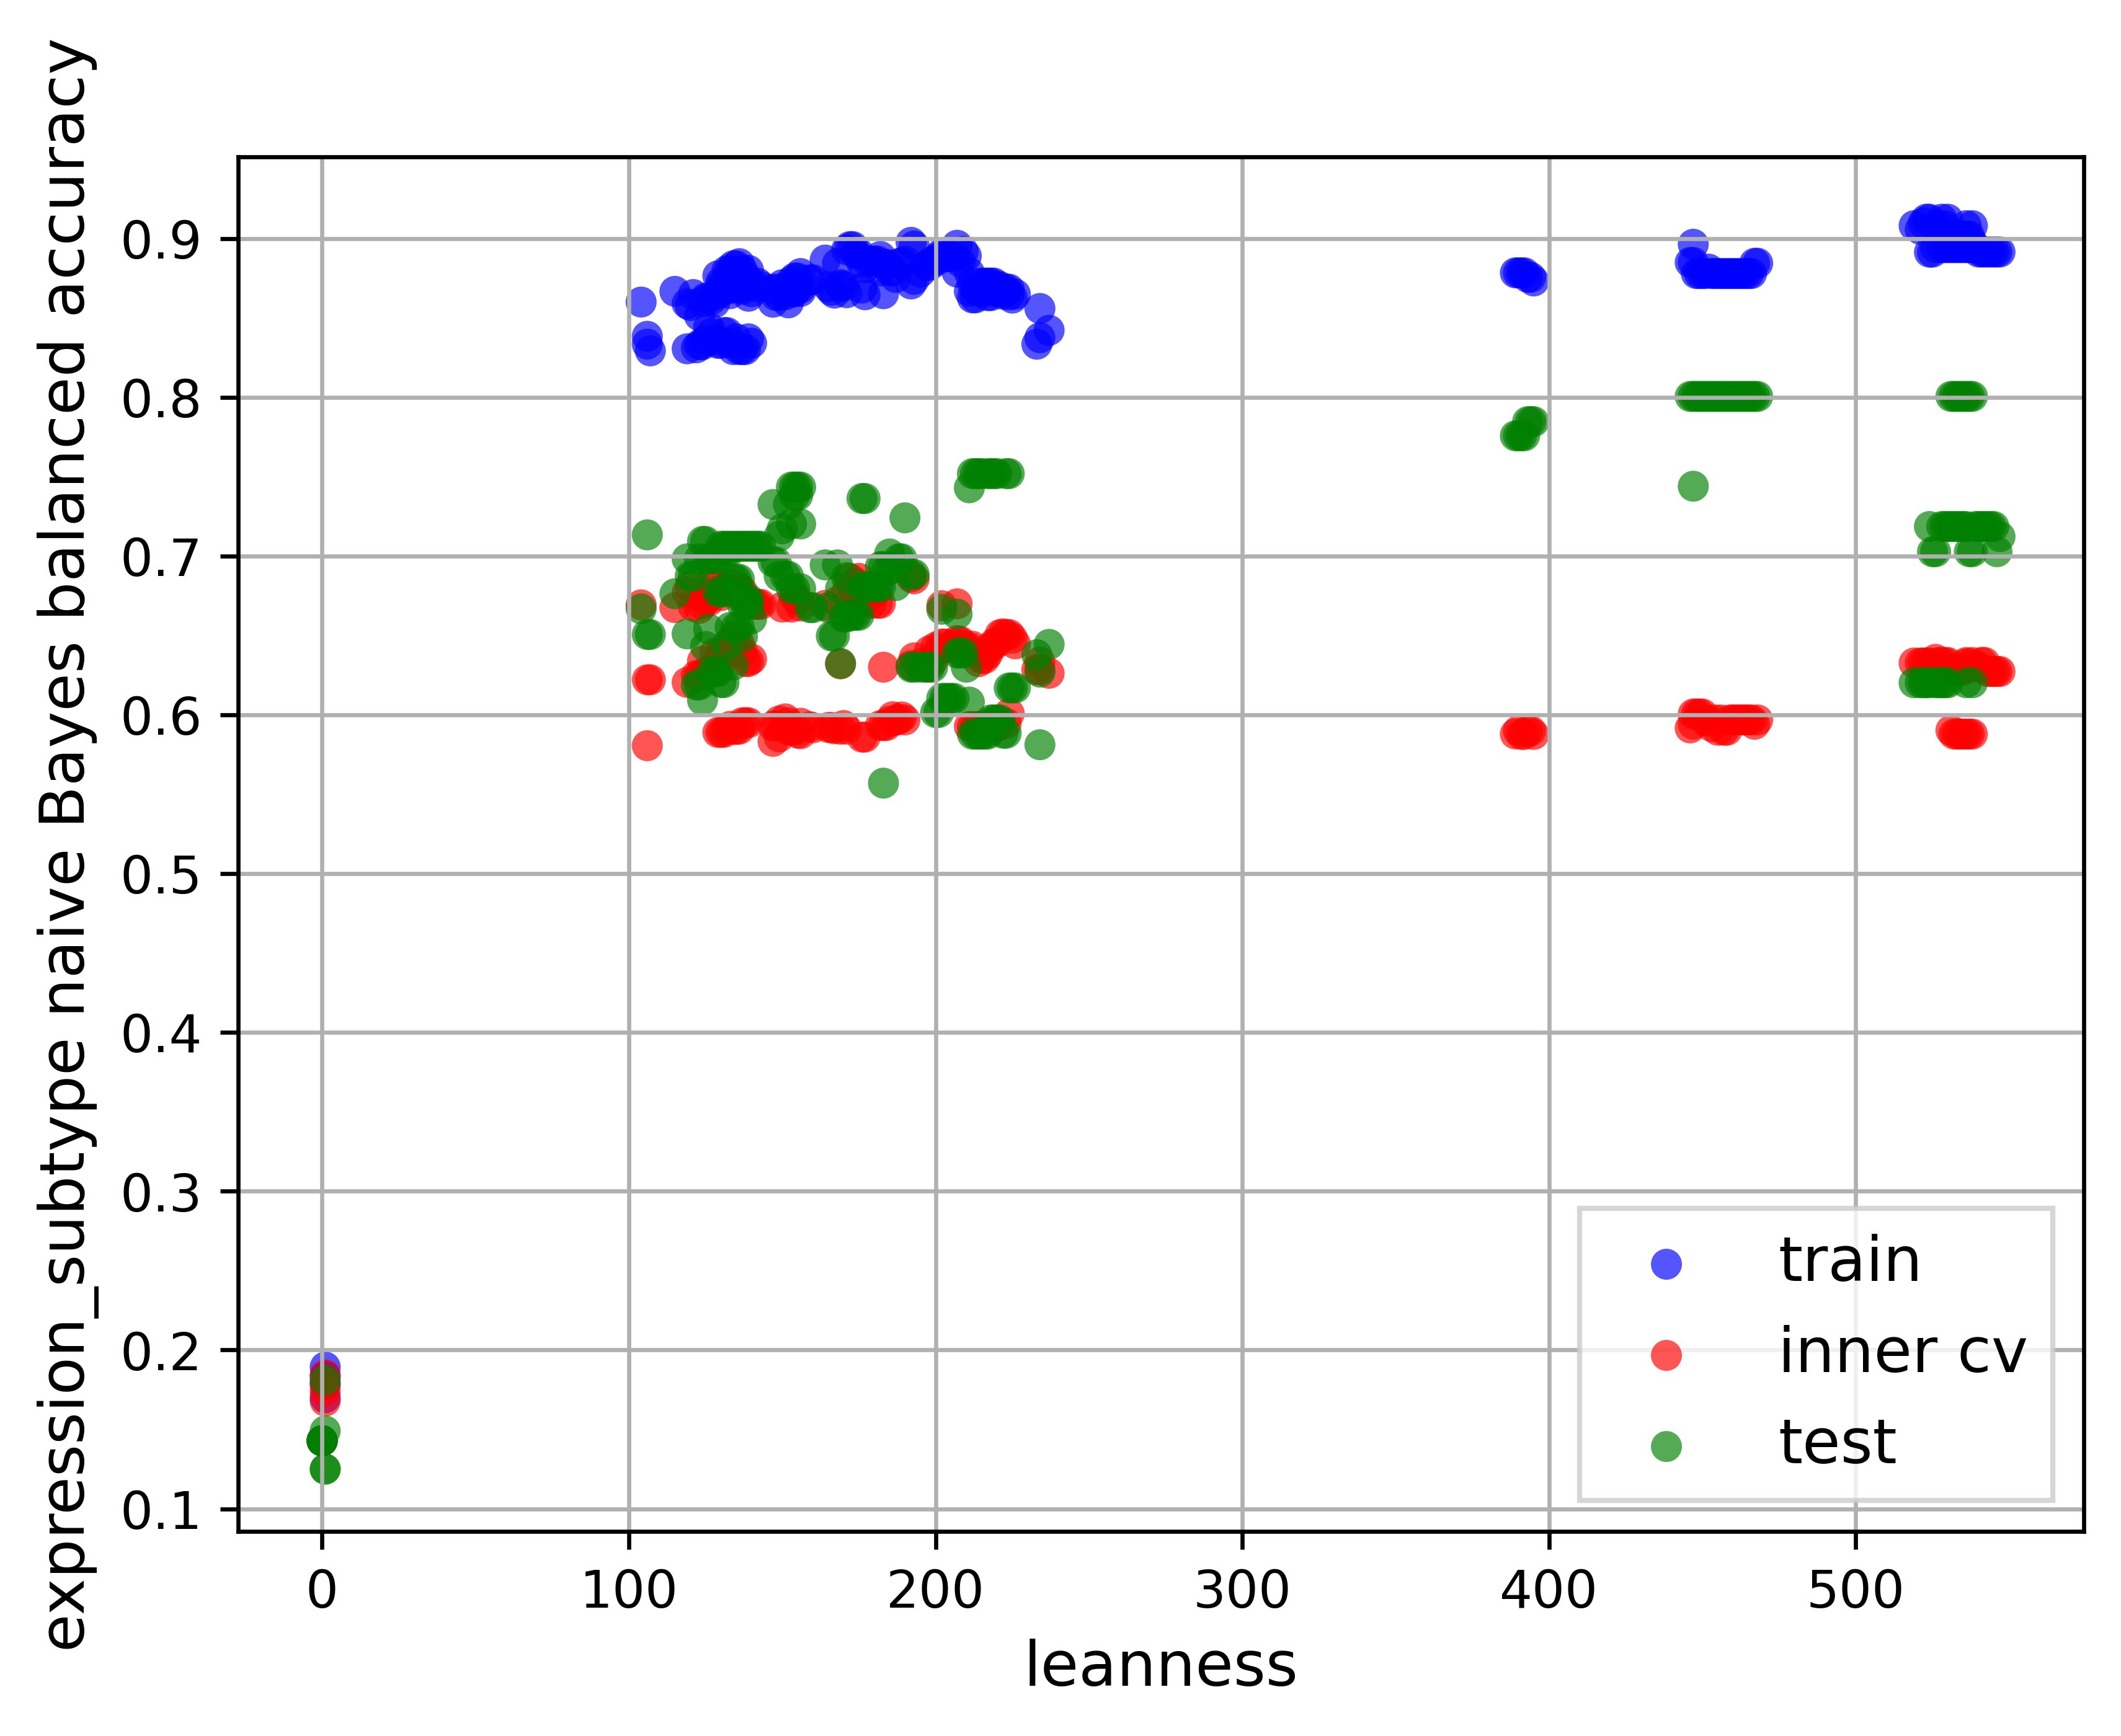 expression_subtype naive Bayes balanced accuracy
0.9
0.8
0.7
0.6
0.5
0.4
0.3
0.2
0.1
0 100 200 300 400 500
leanness
train
inner cv
test